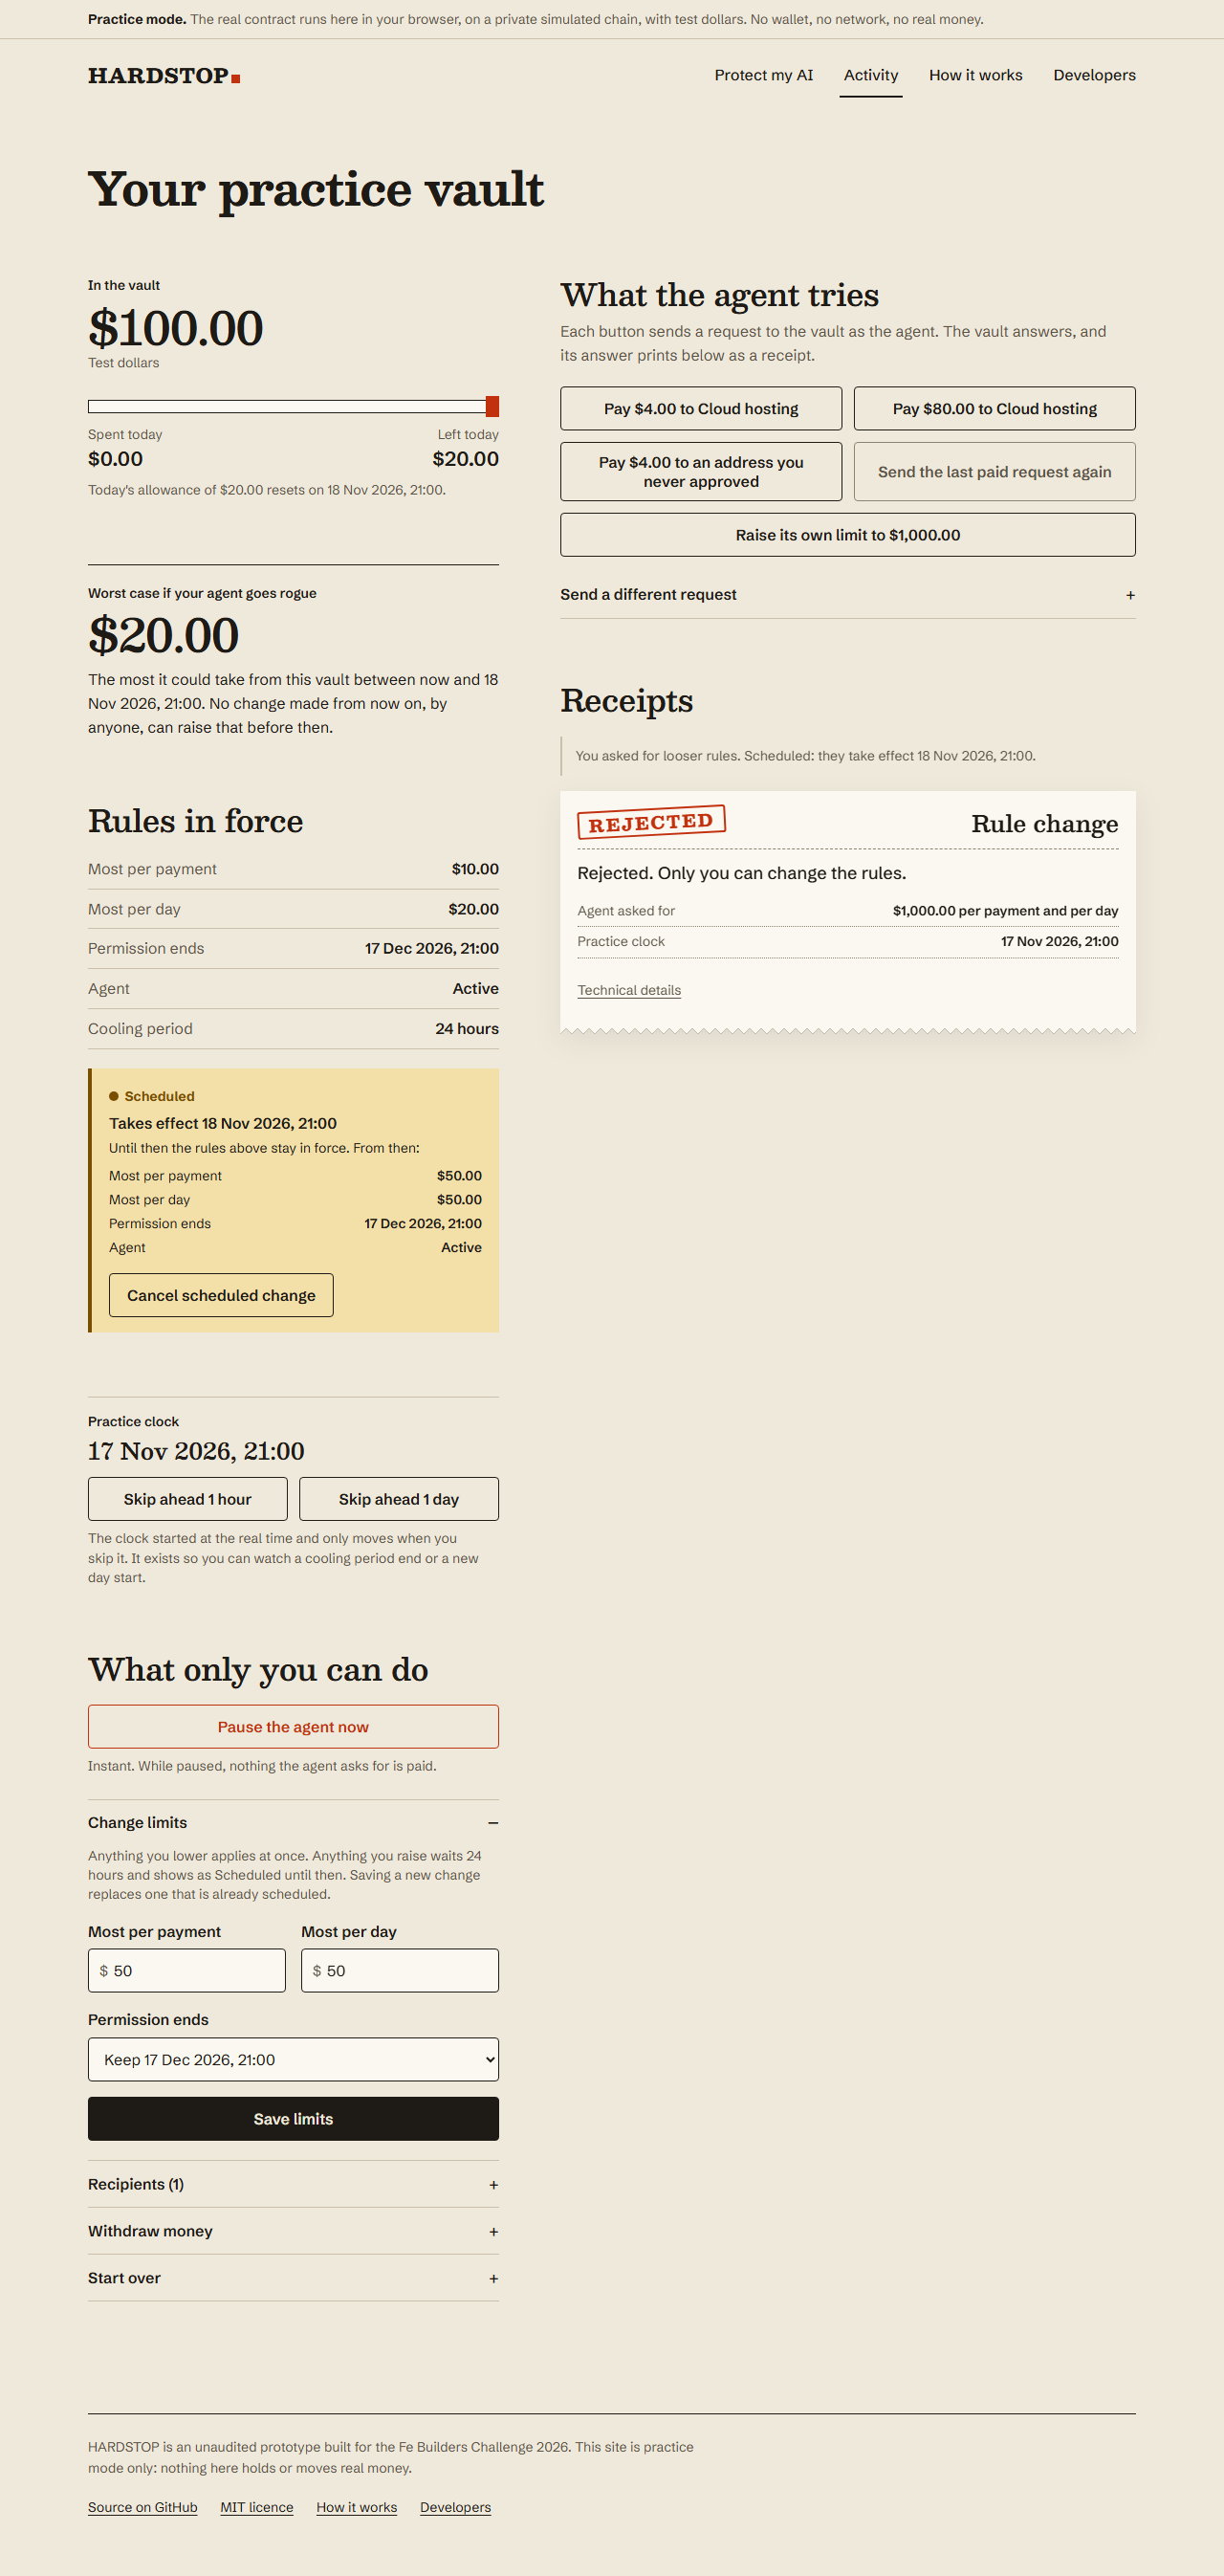 Practice mode. The real contract runs here in your browser, on a private simulated chain, with test dollars. No wallet, no network, no real money.
HARDSTOP
Protect my AI
Activity
How it works
Developers
Your practice vault
In the vault
$100.00
Test dollars
Spent today
Left today
$0.00
$20.00
Today's allowance of $20.00 resets on 18 Nov 2026, 21:00.
Worst case if your agent goes rogue
$20.00
The most it could take from this vault between now and 18
Nov 2026, 21:00. No change made from now on, by
anyone, can raise that before then.
Rules in force
Most per payment
$10.00
Most per day
$20.00
Permission ends
17 Dec 2026, 21:00
Agent
Active
Cooling period
24 hours
Scheduled
Takes effect 18 Nov 2026, 21:00
Until then the rules above stay in force. From then:
Most per payment
$50.00
Most per day
$50.00
Permission ends
17 Dec 2026, 21:00
Agent
Active
Cancel scheduled change
Practice clock
17 Nov 2026, 21:00
Skip ahead 1 hour
Skip ahead 1 day
The clock started at the real time and only moves when you
skip it. It exists so you can watch a cooling period end or a new
day start.
What only you can do
Pause the agent now
Instant. While paused, nothing the agent asks for is paid.
Change limits
−
Anything you lower applies at once. Anything you raise waits 24
hours and shows as Scheduled until then. Saving a new change
replaces one that is already scheduled.
Most per payment
Most per day
$ 50
$ 50
Permission ends
Keep 17 Dec 2026, 21:00
Save limits
Recipients (1)
+
Withdraw money
+
Start over
+
What the agent tries
Each button sends a request to the vault as the agent. The vault answers, and
its answer prints below as a receipt.
Pay $4.00 to Cloud hosting
Pay $80.00 to Cloud hosting
Pay $4.00 to an address you
never approved
Send the last paid request again
Raise its own limit to $1,000.00
Send a different request
+
Receipts
You asked for looser rules. Scheduled: they take effect 18 Nov 2026, 21:00.
REJECTED
Rule change
Rejected. Only you can change the rules.
Agent asked for
$1,000.00 per payment and per day
Practice clock
17 Nov 2026, 21:00
Technical details
HARDSTOP is an unaudited prototype built for the Fe Builders Challenge 2026. This site is practice
mode only: nothing here holds or moves real money.
Source on GitHub
MIT licence
How it works
Developers